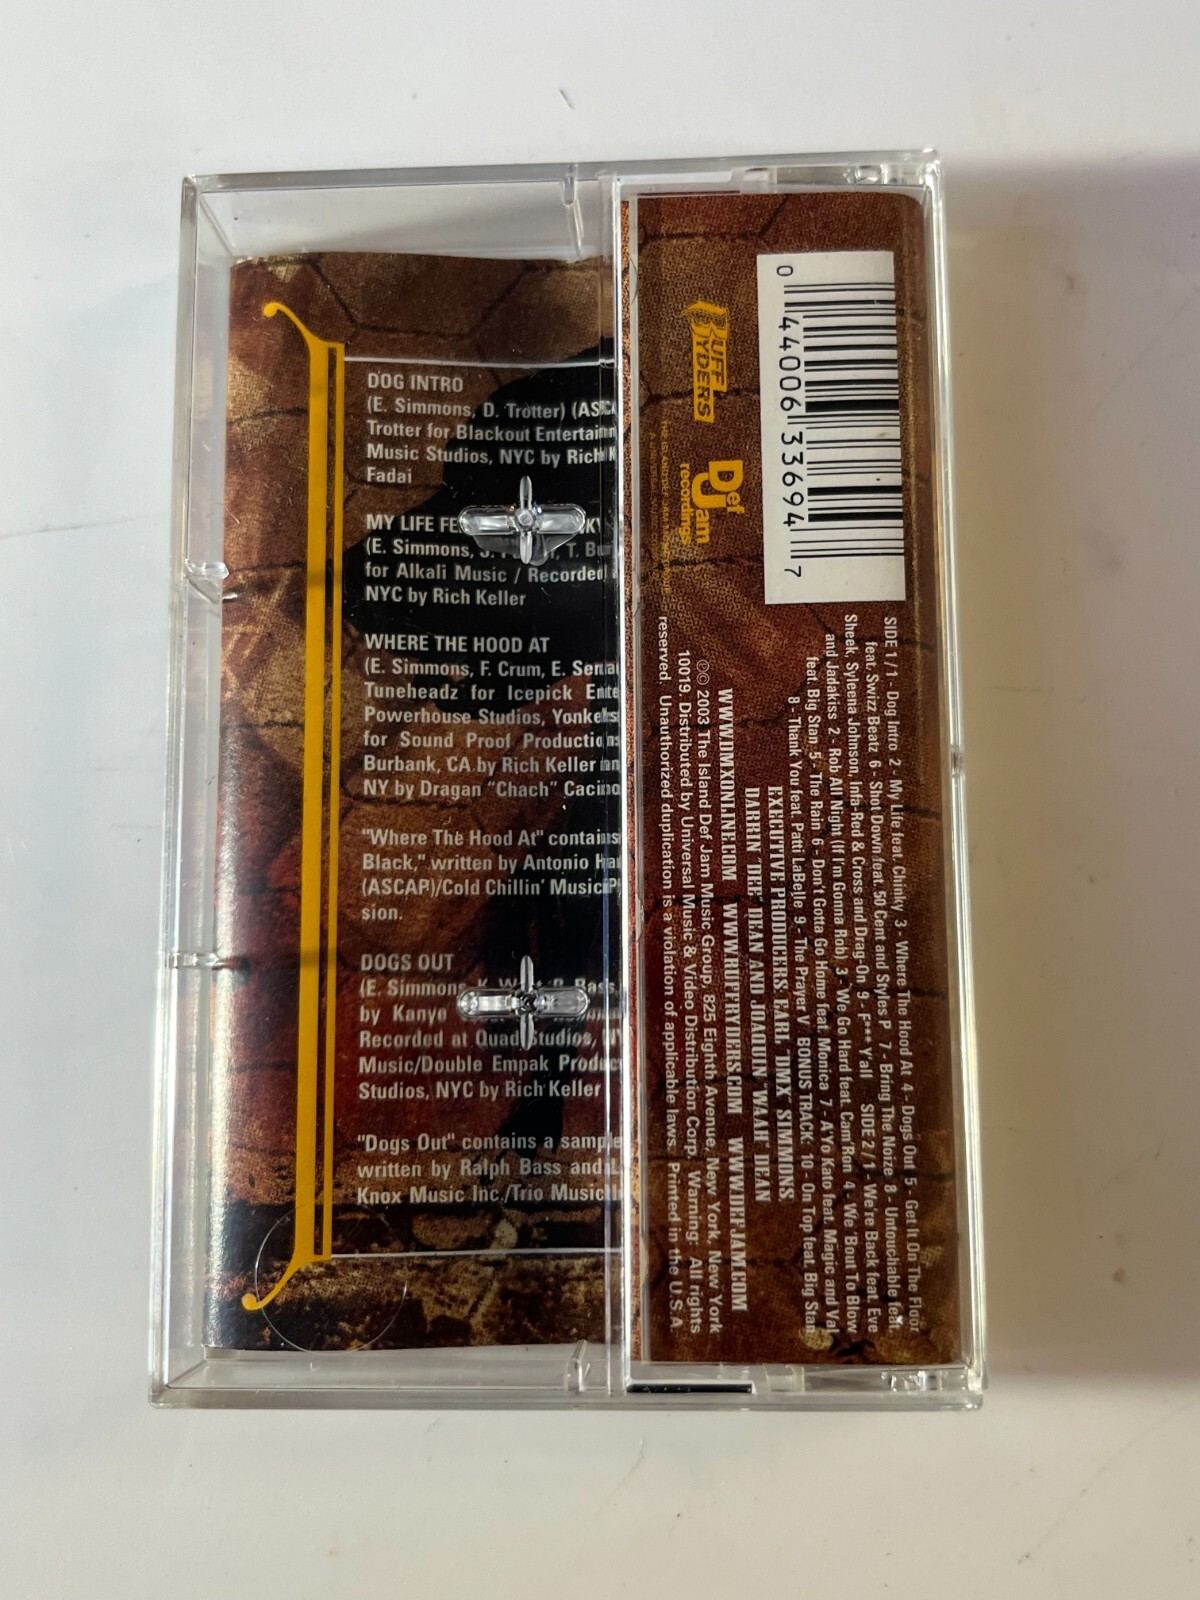 DOG INTRO
(E. Simmons, D. Trotter) (ASCA
Trotter for Blackout Entertain
Music Studios, NYC by Rich K
Fadai
MY LIFE FE
(E. Simmons, T. Bu
for Alkali Music / Recorded
NYC by Rich Keller
WHERE THE HOOD AT
(E. Simmons, F. Crum, E. Serra
Tuneheadz for Icepick Ente
Powerhouse Studios, Yonkers
for Sound Proof Production
Burbank, CA by Rich Keller an
NY by Dragan "Chach" Cacino
"Where The Hood At" contains
Black," written by Antonio Ha
(ASCAP)/Cold Chillin' Music
sion.
DOGS OUT
(E. Simmons, K. W R. Bass,
by Kanye
Recorded at Quad Studios, NY
Music/Double Empak Produc
Studios, NYC by Rich Keller
"Dogs Out" contains a sample
written by Ralph Bass and L
Knox Music Inc./Trio Music
0 44006 33694 7
RUFF
RYDERS
Def
Jam
recordings
SIDE 1 / 1 - Dog Intro 2 - My Life feat. Chinky 3 - Where The Hood At 4 - Dogs Out 5 - Get It On The Floor
feat. Swizz Beatz 6 - Shot Down feat. 50 Cent and Styles P 7 - Bring The Noize 8 - Untouchable feat.
Sheek, Syleena Johnson, Infa-Red & Cross and Drag-On 9 - F**k Y'all SIDE 2 / 1 - We're Back feat. Eve
and Jadakiss 2 - Rob All Night (If I'm Gonna Rob) 3 - We Go Hard feat. Cam'Ron 4 - We 'Bout To Blow
feat. Big Stan 5 - The Rain 6 - Don't Gotta Go Home feat. Monica 7 - A'Yo Kato feat. Magic and Val
8 - Thank You feat. Patti LaBelle 9 - The Prayer V BONUS TRACK: 10 - On Top feat. Big Stan
EXECUTIVE PRODUCERS EARL "DMX" SIMMONS,
DARRIN "DEE" DEAN AND JOAQUIN "WAAH" DEAN
WWW.DMXONLINE.COM WWW.RUFFRYDERS.COM WWW.DEFJAM.COM
℗© 2003 The Island Def Jam Music Group, 825 Eighth Avenue, New York, New York
10019. Distributed by Universal Music & Video Distribution Corp. Warning: All rights
reserved. Unauthorized duplication is a violation of applicable laws. Printed in the U.S.A.